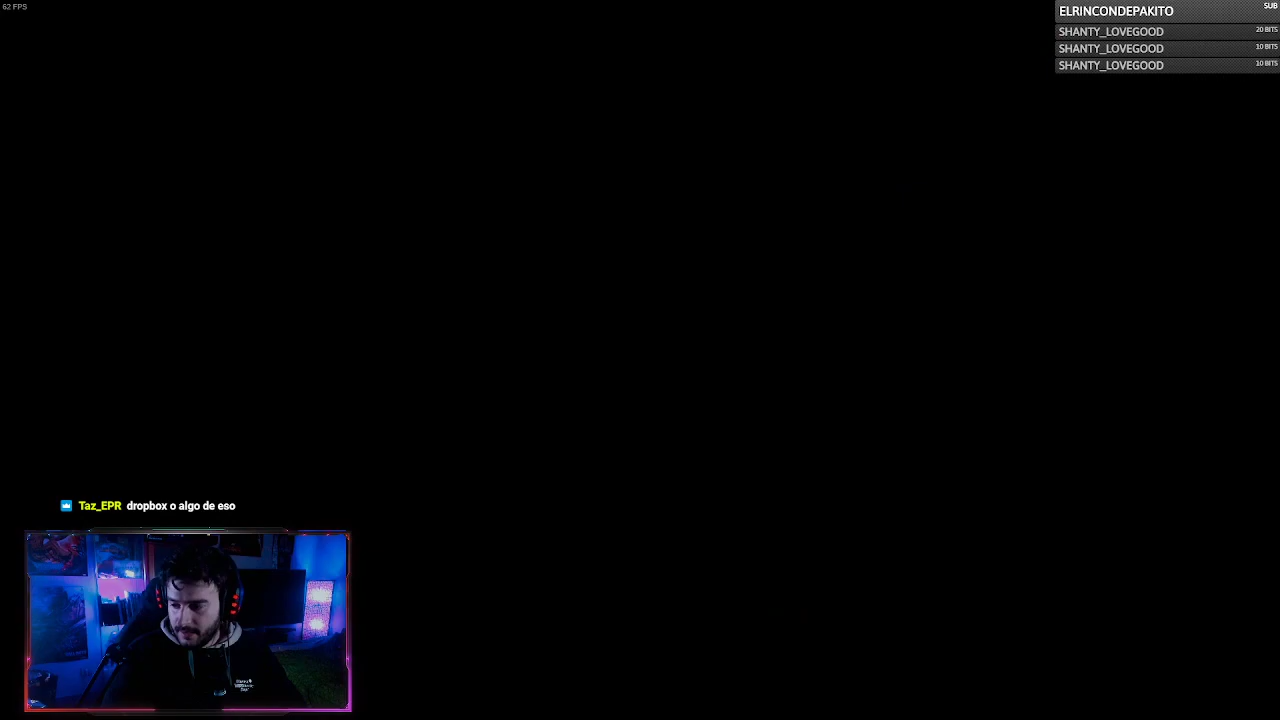 62 FPS
ELRINCONDEPAKITO SUB
SHANTY_LOVEGOOD 20 BITS
SHANTY_LOVEGOOD 10 BITS
SHANTY_LOVEGOOD 10 BITS
Taz_EPR dropbox o algo de eso